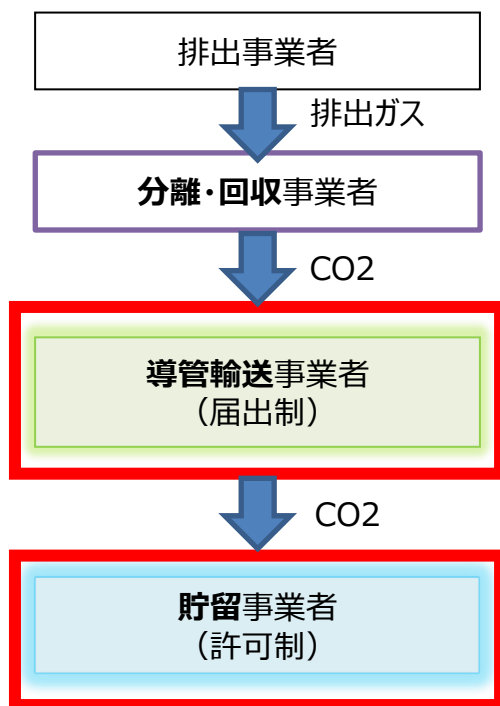 排出事業者
排出ガス
分離・回収事業者
CO2
導管輸送事業者
（届出制）
CO2
貯留事業者
（許可制）